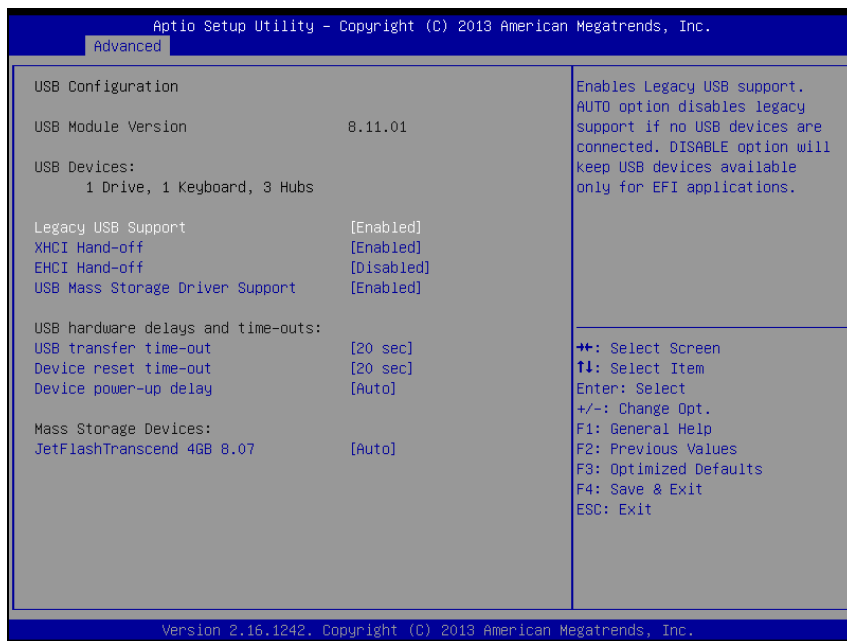 Aptio Setup Utility – Copyright (C) 2013 American Megatrends, Inc.
Advanced
USB Configuration
USB Module Version 8.11.01
USB Devices:
1 Drive, 1 Keyboard, 3 Hubs
Legacy USB Support [Enabled]
XHCI Hand-off [Enabled]
EHCI Hand-off [Disabled]
USB Mass Storage Driver Support [Enabled]
USB hardware delays and time-outs:
USB transfer time-out [20 sec]
Device reset time-out [20 sec]
Device power-up delay [Auto]
Mass Storage Devices:
JetFlashTranscend 4GB 8.07 [Auto]
Enables Legacy USB support.
AUTO option disables legacy
support if no USB devices are
connected. DISABLE option will
keep USB devices available
only for EFI applications.
→←: Select Screen
↑↓: Select Item
Enter: Select
+/-: Change Opt.
F1: General Help
F2: Previous Values
F3: Optimized Defaults
F4: Save & Exit
ESC: Exit
Version 2.16.1242. Copyright (C) 2013 American Megatrends, Inc.